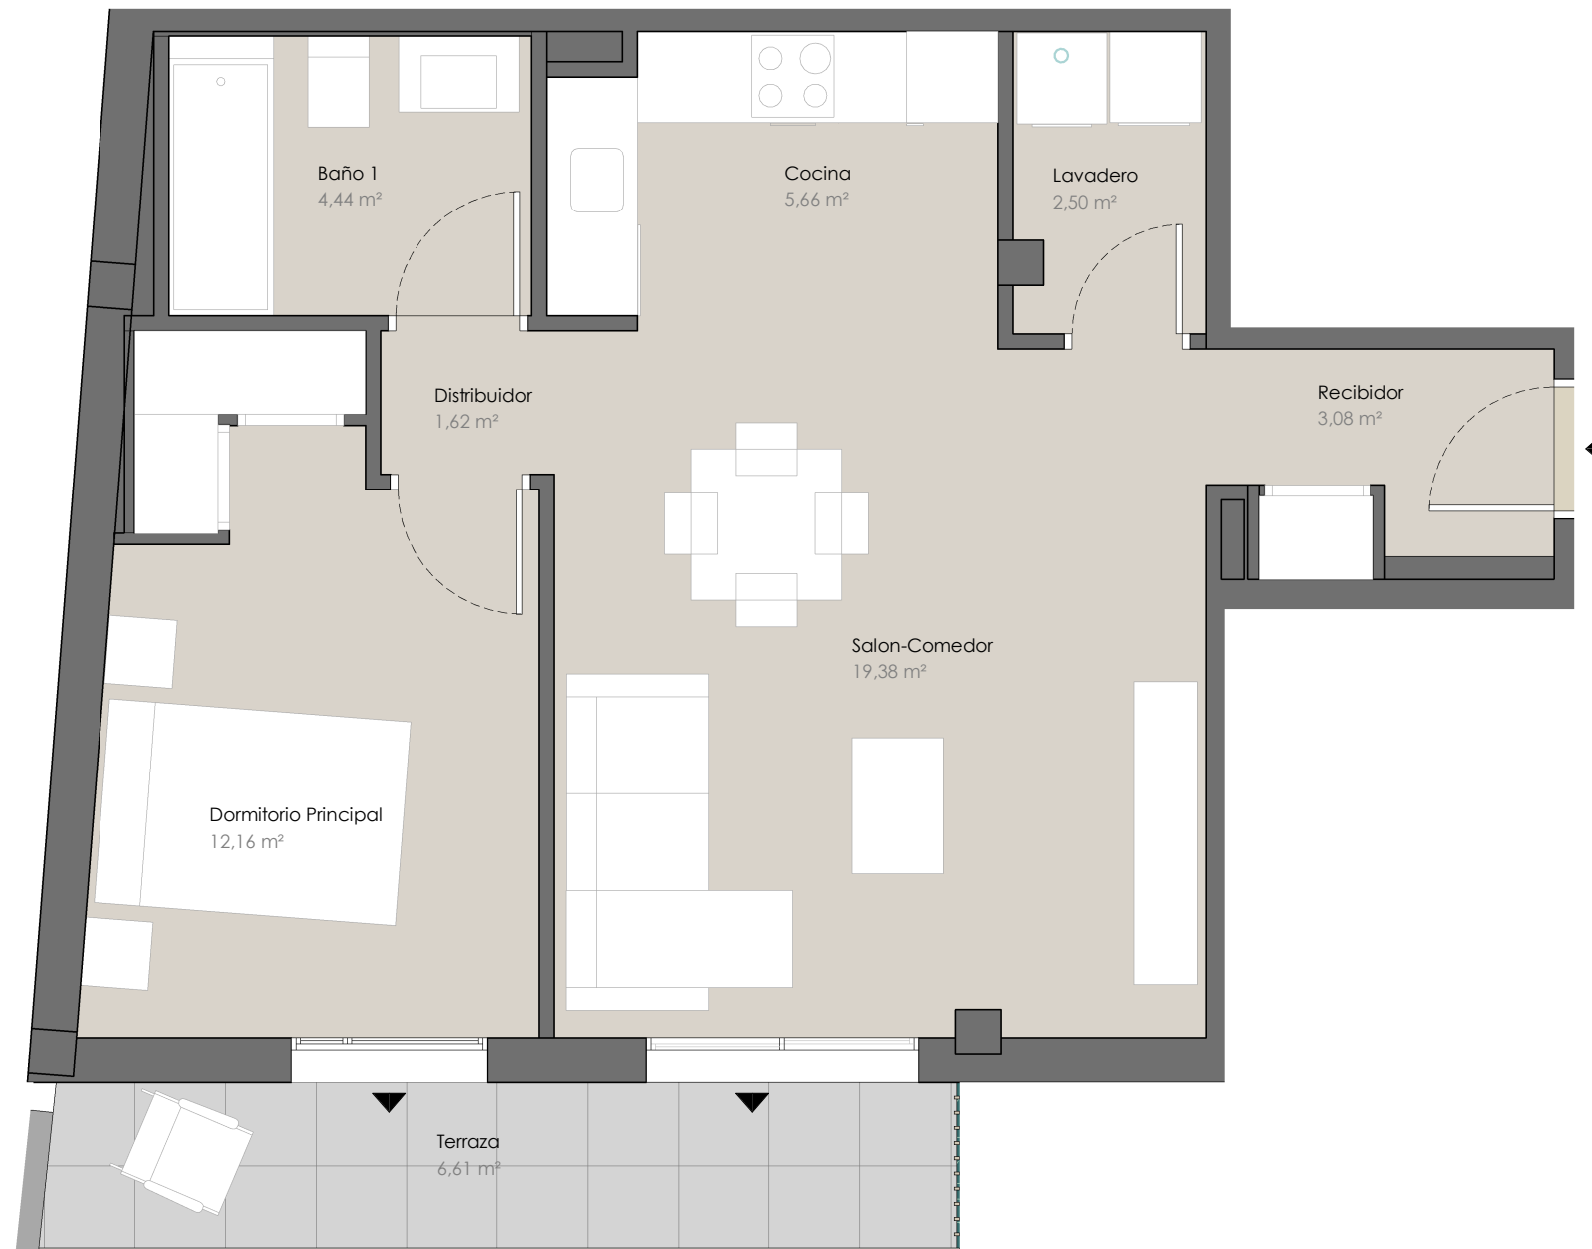 Baño 1
4,44 m²
Cocina
5,66 m²
Lavadero
2,50 m²
Distribuidor
1,62 m²
Recibidor
3,08 m²
Salon-Comedor
19,38 m²
Dormitorio Principal
12,16 m²
Terraza
6,61 m²